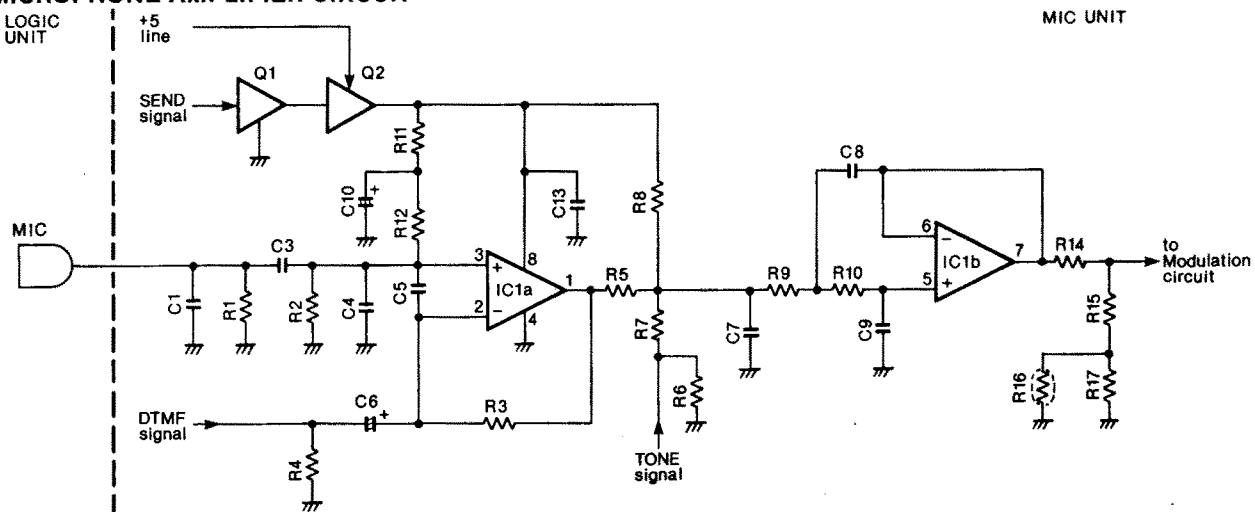 MICROPHONE AMPLIFIER CIRCUIT
LOGIC
UNIT
+5
line
MIC UNIT
Q1
Q2
SEND
signal
R11
C10
+
R12
C13
R8
C8
MIC
C3
3
+
8
IC1a
1
2
-
4
R5
R9
R10
6
-
IC1b
7
5
+
R14
to
Modulation
circuit
C1
R1
R2
C4
C5
R7
C7
C9
R15
R16
R17
R6
C6
+
R3
DTMF
signal
R4
TONE
signal